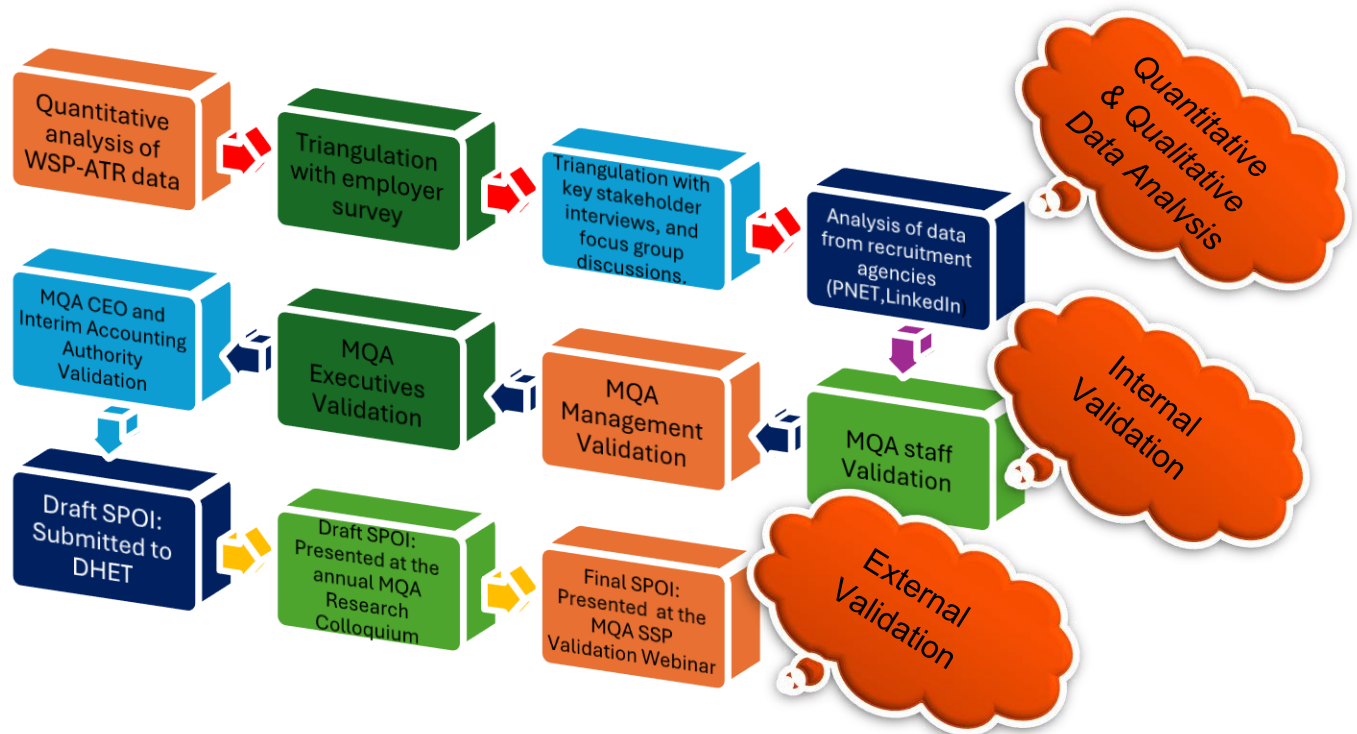 Quantitative
analysis of
WSP-ATR data
Triangulation
with employer
survey
Triangulation with
key stakeholder
interviews, and
focus group
discussions.
Analysis of data
from recruitment
agencies
(PNET,LinkedIn)
Quantitative
& Qualitative
Data Analysis
MQA CEO and
Interim Accounting
Authority
Validation
MQA
Executives
Validation
MQA
Management
Validation
MQA staff
Validation
Internal
Validation
Draft SPOI:
Submitted to
DHET
Draft SPOI:
Presented at the
annual MQA
Research
Colloquium
Final SPOI:
Presented at the
MQA SSP
Validation Webinar
External
Validation